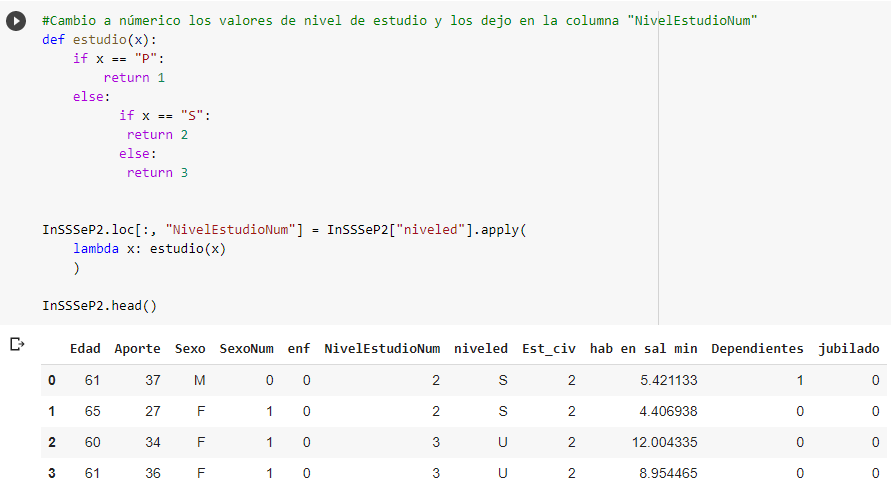 #Cambio a númerico los valores de nivel de estudio y los dejo en la columna "NivelEstudioNum"
def estudio(x):
    if x == "P":
        return 1
    else:
          if x == "S":
           return 2
          else:
           return 3
InSSSeP2.loc[:, "NivelEstudioNum"] = InSSSeP2["niveled"].apply(
    lambda x: estudio(x)
    )
InSSSeP2.head()
Edad Aporte Sexo SexoNum enf NivelEstudioNum niveled Est_civ hab en sal min Dependientes jubilado
0 61 37 M 0 0 2 S 2 5.421133 1 0
1 65 27 F 1 0 2 S 2 4.406938 0 0
2 60 34 F 1 0 3 U 2 12.004335 0 0
3 61 36 F 1 0 3 U 2 8.954465 0 0